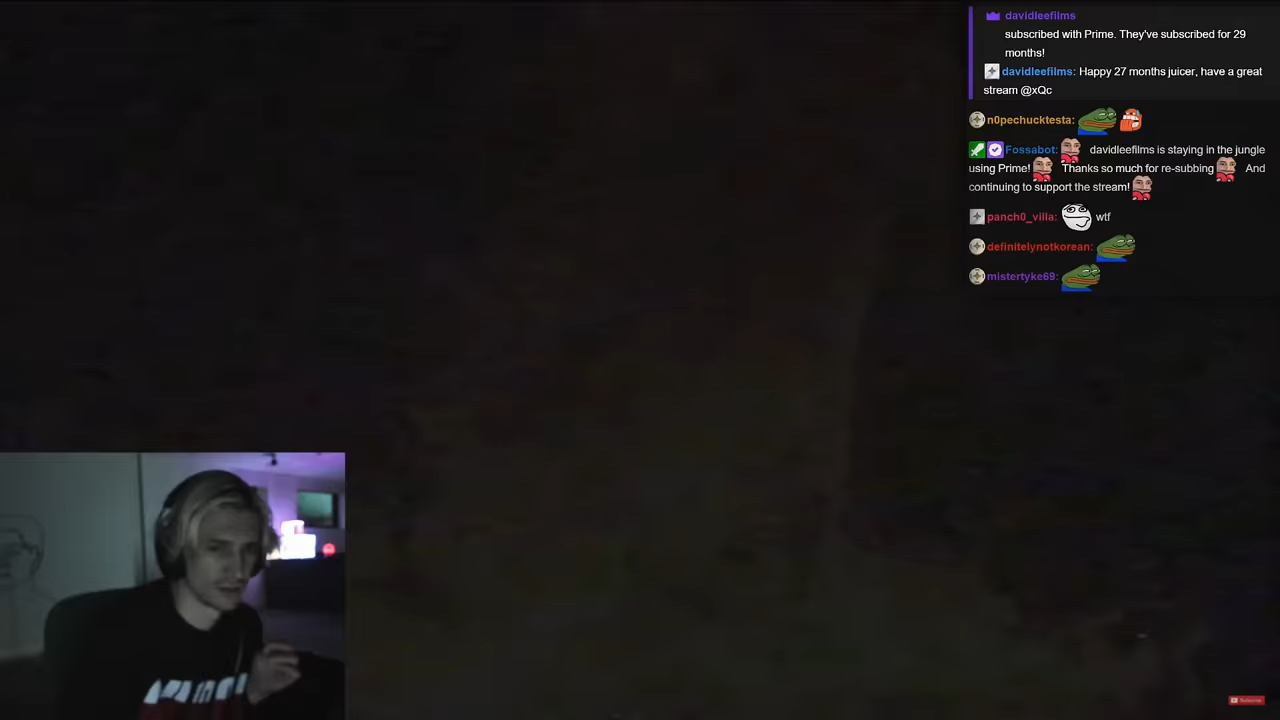 davidleefilms
subscribed with Prime. They've subscribed for 29
months!
davidleefilms: Happy 27 months juicer, have a great
stream @xQc
n0pechucktesta:
Fossabot: davidleefilms is staying in the jungle
using Prime! Thanks so much for re-subbing And
continuing to support the stream!
panch0_villa: wtf
definitelynotkorean:
mistertyke69:
Subscribe